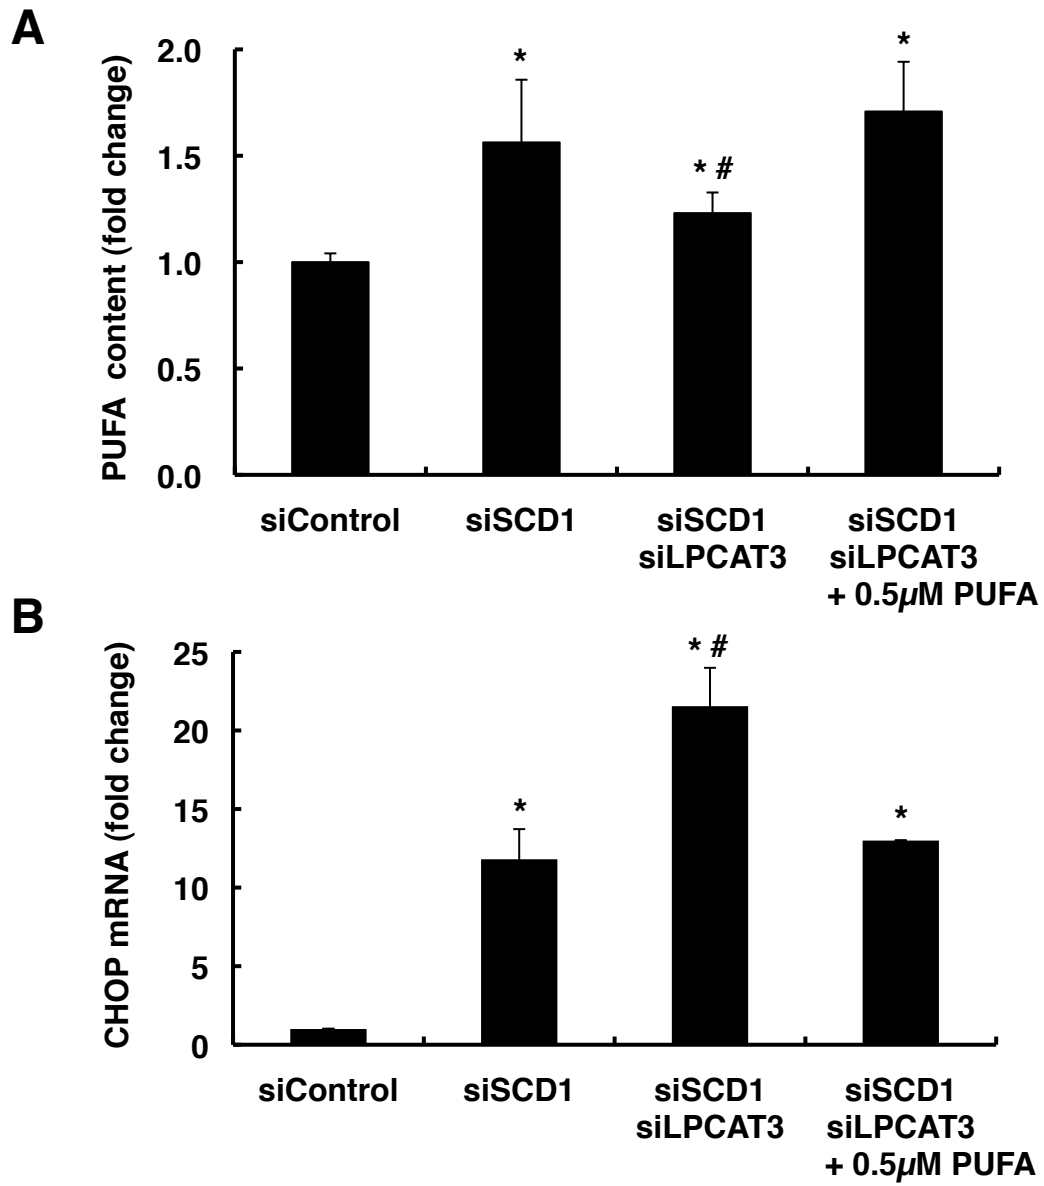 A
PUFA content (fold change)
2.0
1.5
1.0
0.5
0.0
*
* #
*
siControl
siSCD1
siSCD1
siLPCAT3
siSCD1
siLPCAT3
+ 0.5μM PUFA
B
CHOP mRNA (fold change)
25
20
15
10
5
0
*
* #
*
siControl
siSCD1
siSCD1
siLPCAT3
siSCD1
siLPCAT3
+ 0.5μM PUFA